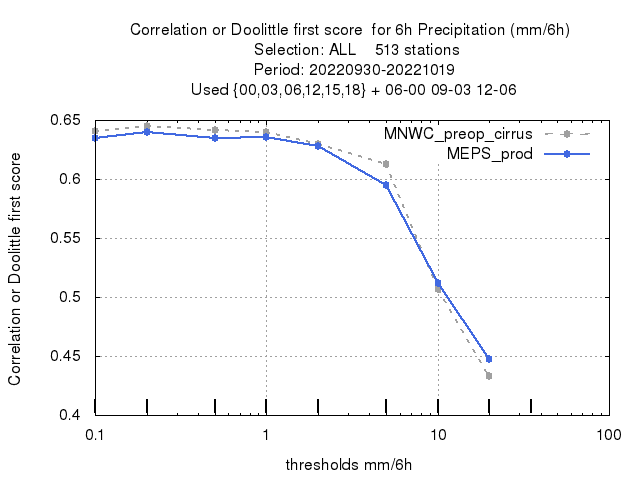 Correlation or Doolittle first score  for 6h Precipitation (mm/6h)
Selection: ALL    513 stations
Period: 20220930-20221019
Used {00,03,06,12,15,18} + 06-00 09-03 12-06
MNWC_preop_cirrus
MEPS_prod
Correlation or Doolittle first score
0.65
0.6
0.55
0.5
0.45
0.4
0.1
1
10
100
thresholds mm/6h